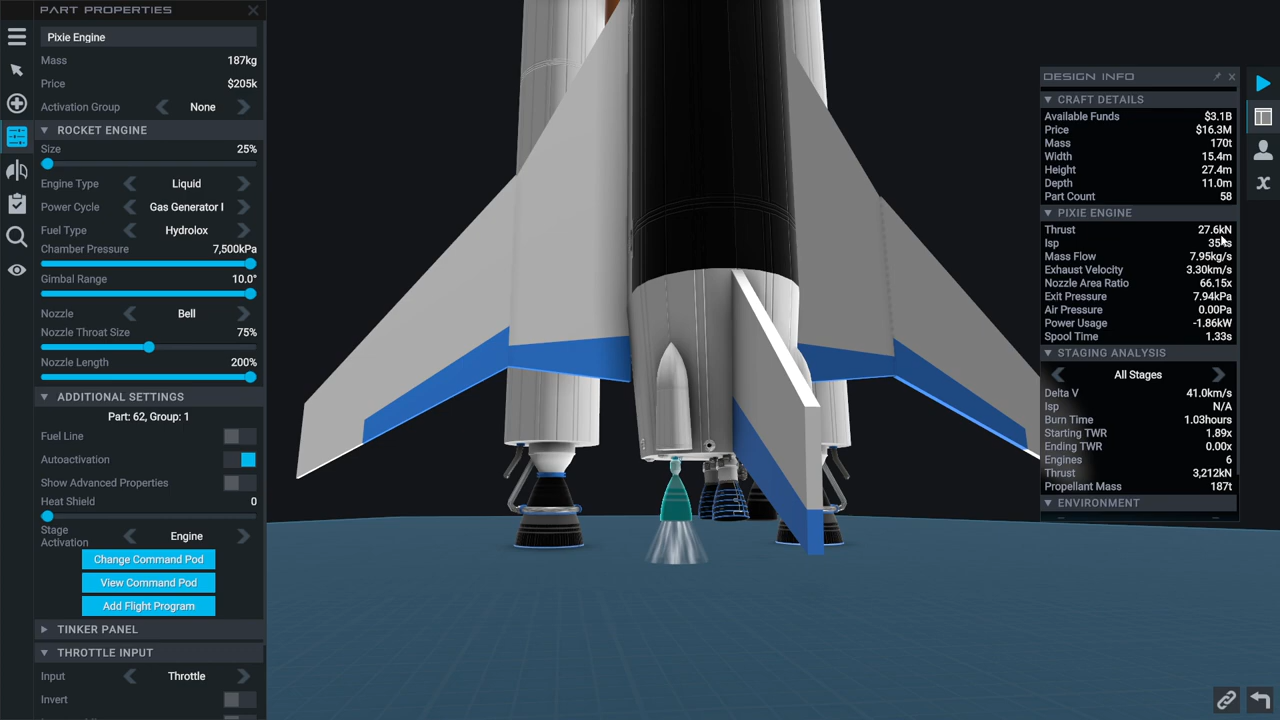 PART PROPERTIES
Pixie Engine
Mass 187kg
Price $205k
Activation Group None
ROCKET ENGINE
Size 25%
Engine Type Liquid
Power Cycle Gas Generator I
Fuel Type Hydrolox
Chamber Pressure 7,500kPa
Gimbal Range 10.0°
Nozzle Bell
Nozzle Throat Size 75%
Nozzle Length 200%
ADDITIONAL SETTINGS
Part: 62, Group: 1
Fuel Line
Autoactivation
Show Advanced Properties
Heat Shield 0
Stage Activation Engine
Change Command Pod
View Command Pod
Add Flight Program
TINKER PANEL
THROTTLE INPUT
Input Throttle
Invert
DESIGN INFO
CRAFT DETAILS
Available Funds $3.1B
Price $16.3M
Mass 170t
Width 15.4m
Height 27.4m
Depth 11.0m
Part Count 58
PIXIE ENGINE
Thrust 27.6kN
Isp
Mass Flow 7.95kg/s
Exhaust Velocity 3.30km/s
Nozzle Area Ratio 66.15x
Exit Pressure 7.94kPa
Air Pressure 0.00Pa
Power Usage -1.86kW
Spool Time 1.33s
STAGING ANALYSIS
All Stages
Delta V 41.0km/s
Isp N/A
Burn Time 1.03hours
Starting TWR 1.89x
Ending TWR 0.00x
Engines 6
Thrust 3,212kN
Propellant Mass 187t
ENVIRONMENT